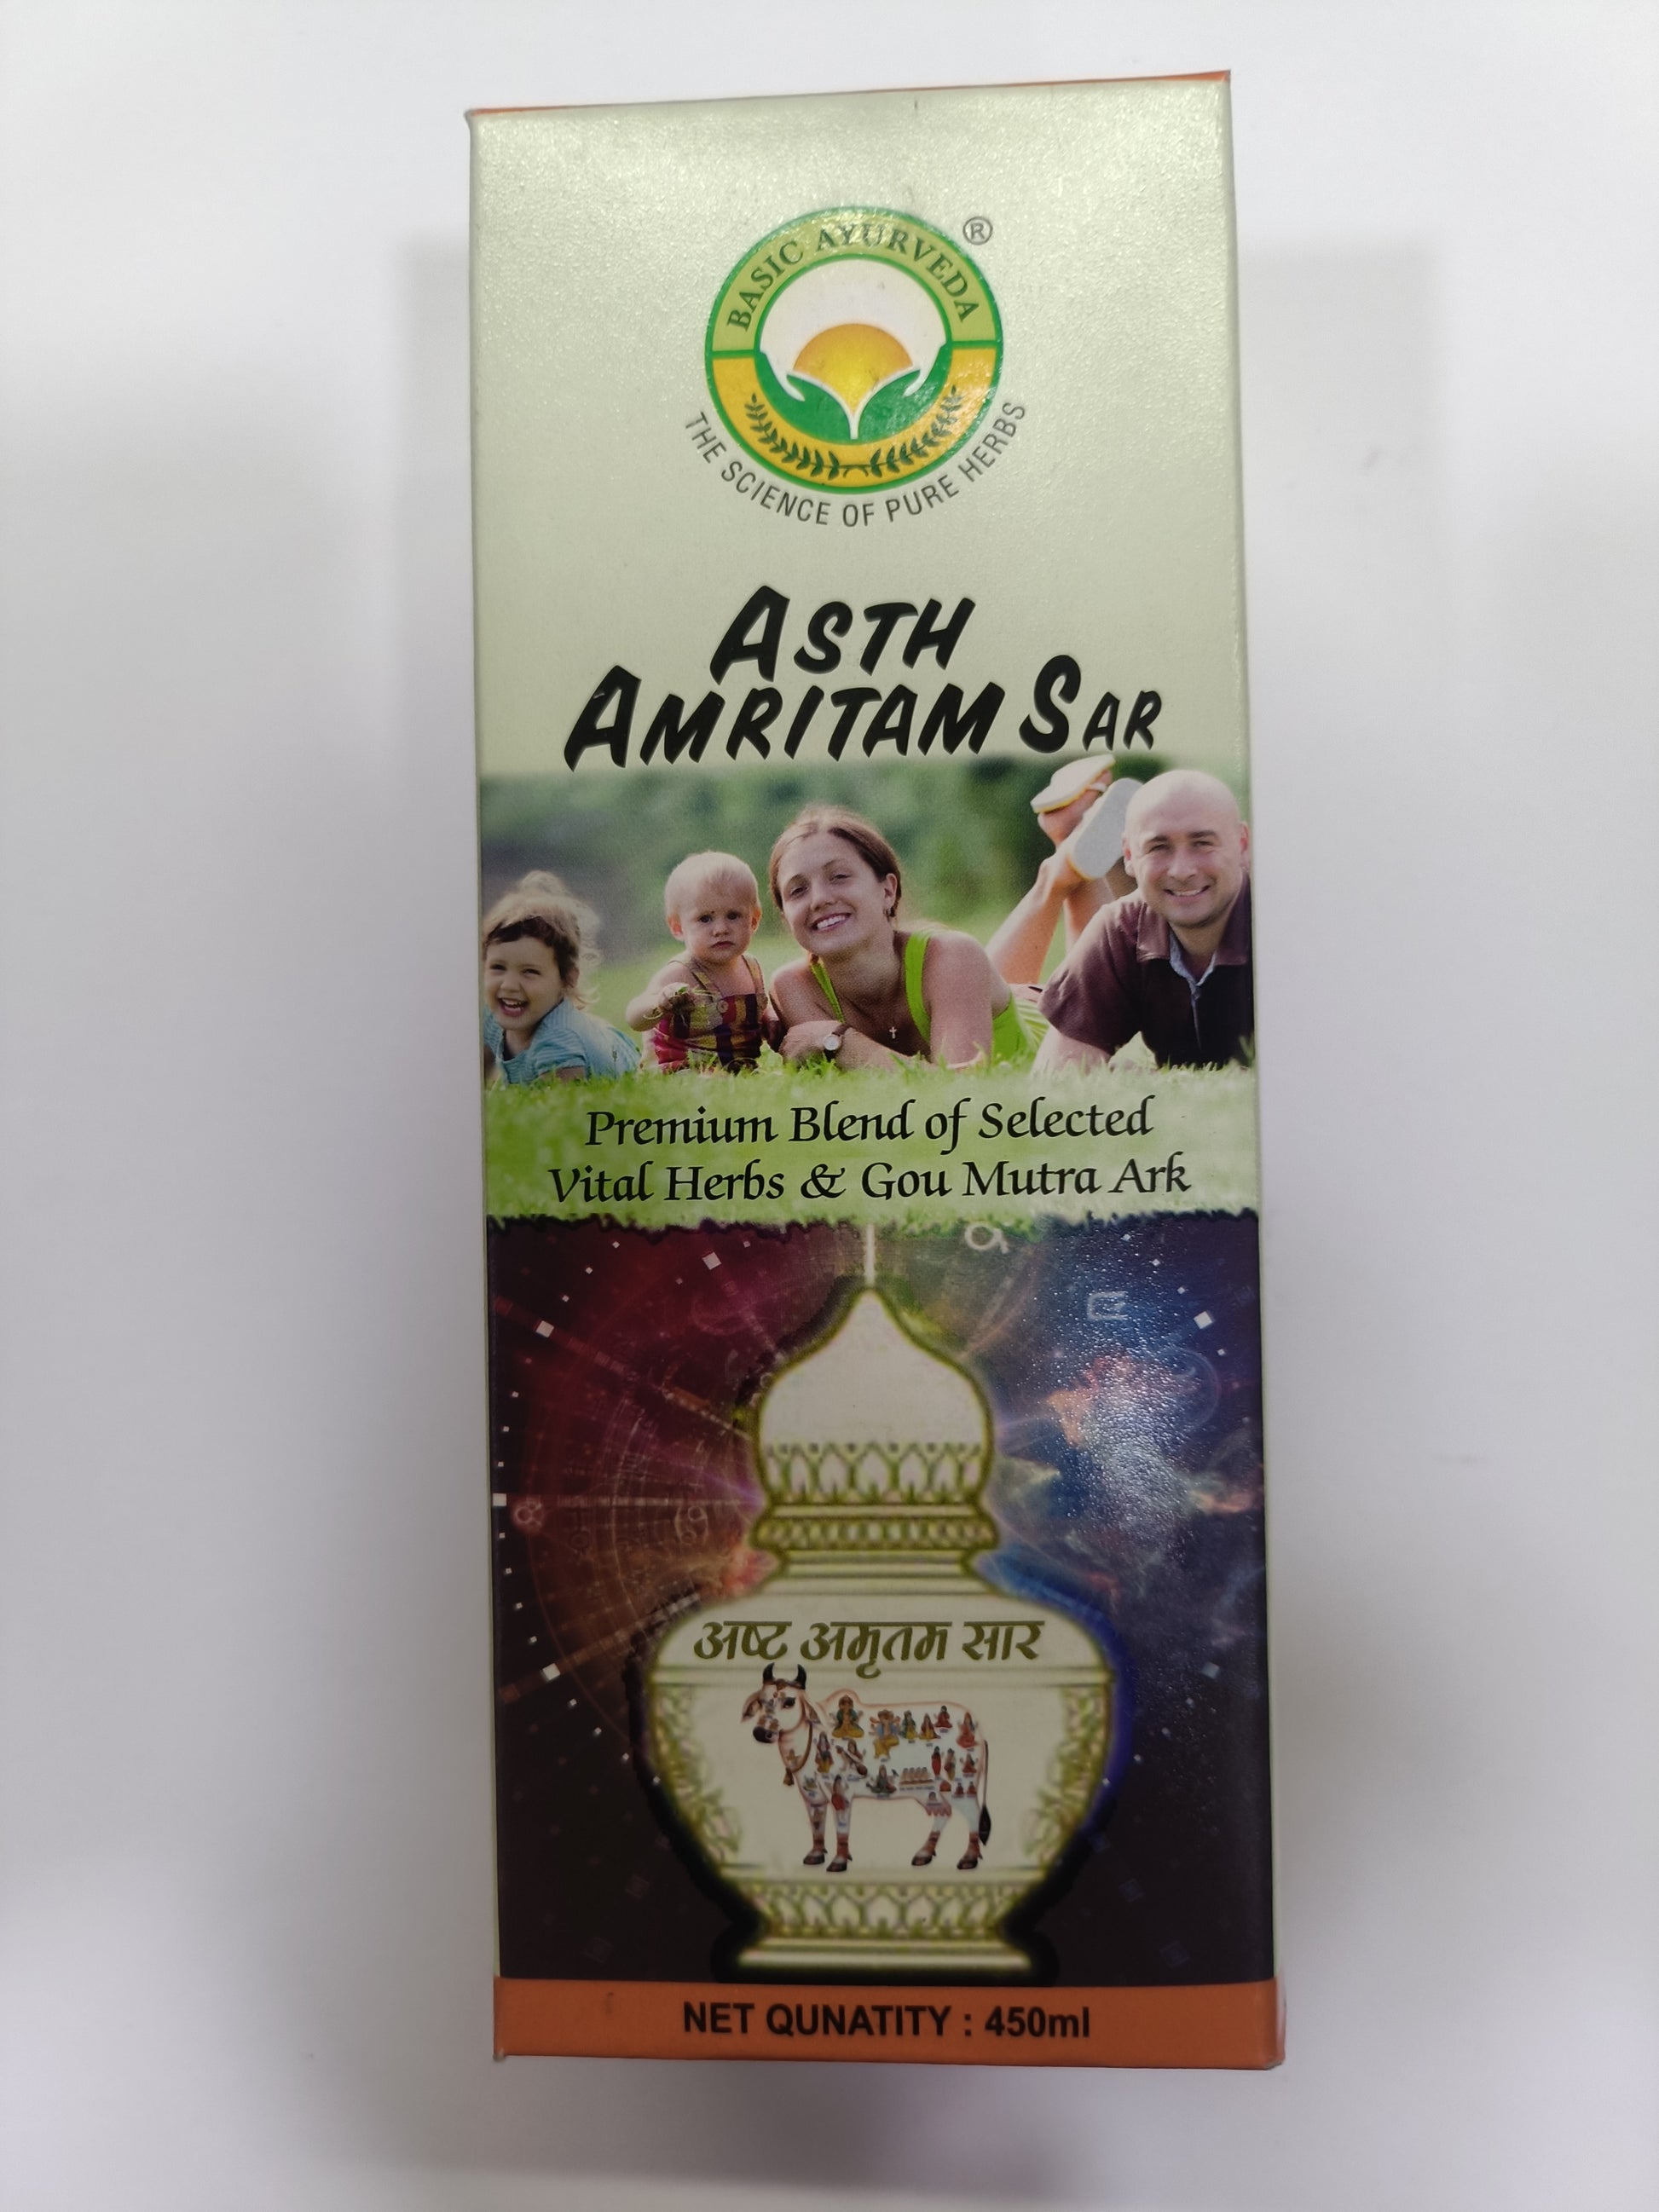 BASIC AYURVEDA ®
THE SCIENCE OF PURE HERBS
ASTH
AMRITAM SAR
Premium Blend of Selected
Vital Herbs & Gou Mutra Ark
अष्ट अमृतम सार
NET QUNATITY : 450ml